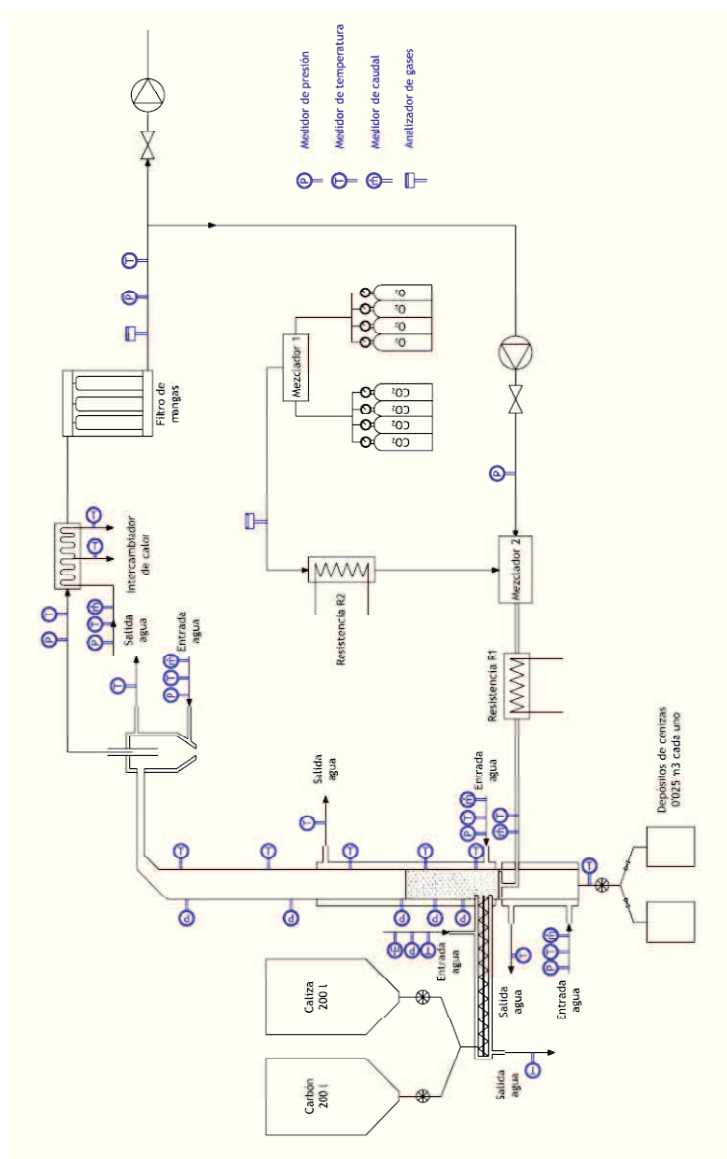 Carbón
200 l
Caliza
200 l
Salida
agua
T
Entrada
agua
ṁ
P
T
Salida
agua
T
Entrada
agua
P T ṁ
P
P
P
P
P
T
T
T
T
T
T
Salida
agua
T
Entrada
agua
P T ṁ
T ṁ
Depósitos de cenizas
0'025 m3 cada uno
Resistencia R1
Mezclador 2
P
Resistencia R2
Mezclador 1
CO₂
CO₂
CO₂
CO₂
O₂
O₂
O₂
O₂
Entrada
agua
P T ṁ
Salida
agua
T
P T
P T ṁ
T
T
Intercambiador
de calor
Filtro de
mangas
P
T
P Medidor de presión
T Medidor de temperatura
ṁ Medidor de caudal
Analizador de gases